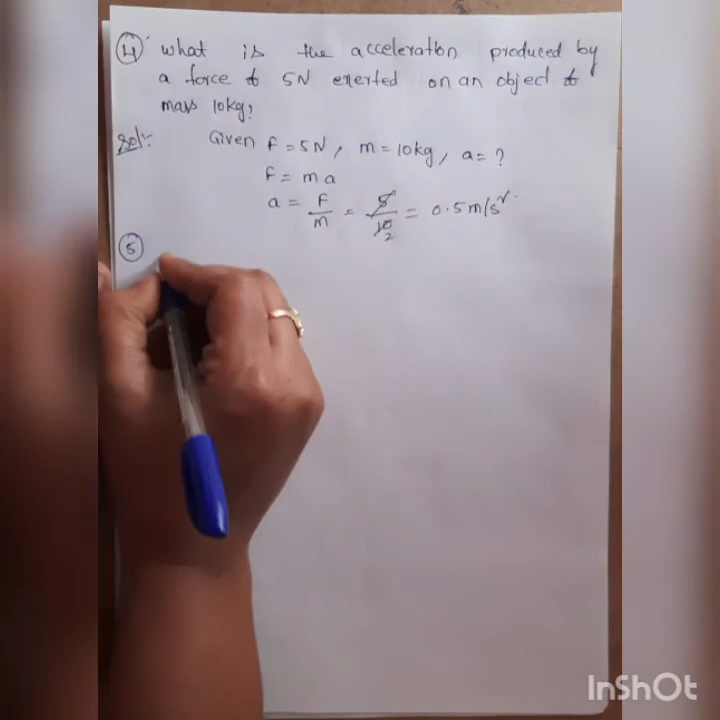 4) What is the acceleration produced by
a force of 5N exerted on an object of
mass 10kg?
Sol:- Given F = 5N, m = 10kg, a = ?
F = ma
a = F/m = 5/10 2 = 0.5 m/s²
5
InShOt